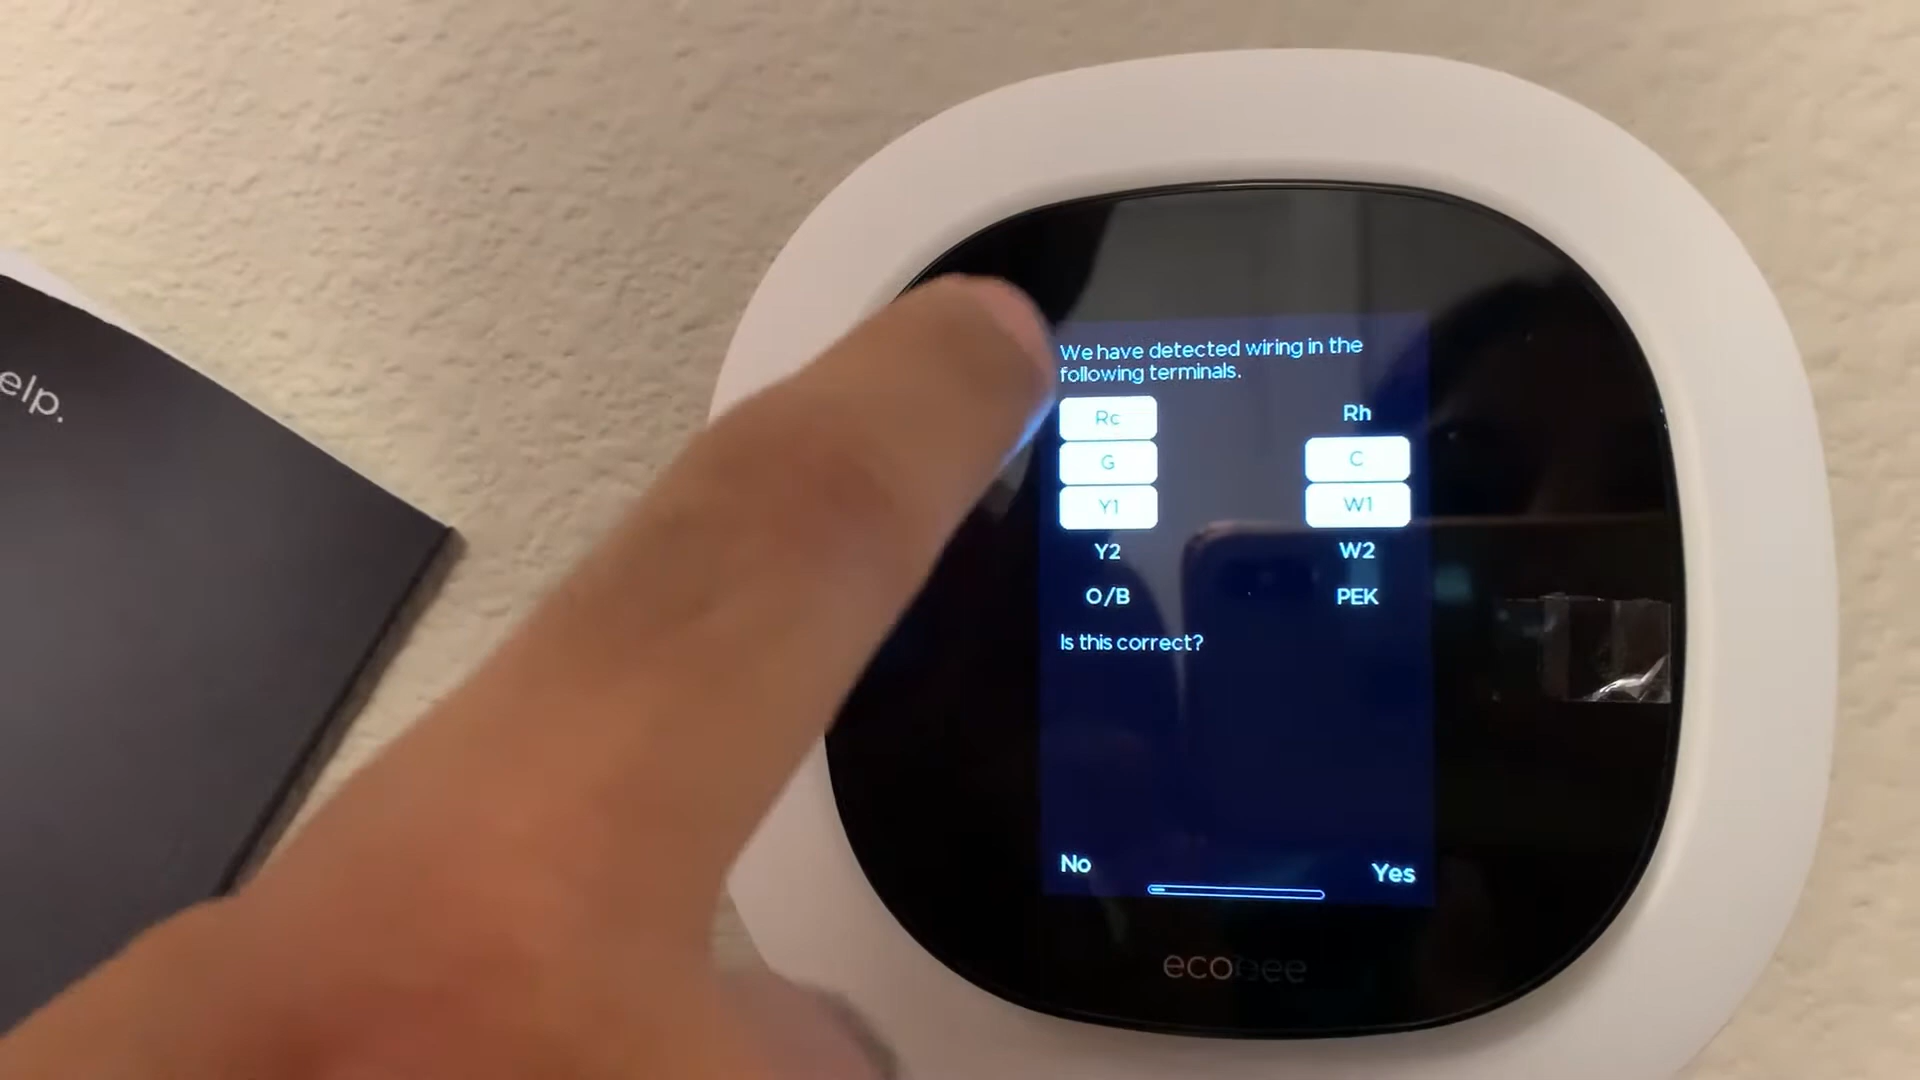 elp.
We have detected wiring in the
following terminals.
Rc
Rh
G
C
Y1
W1
Y2
W2
O/B
PEK
Is this correct?
No
Yes
ecobee